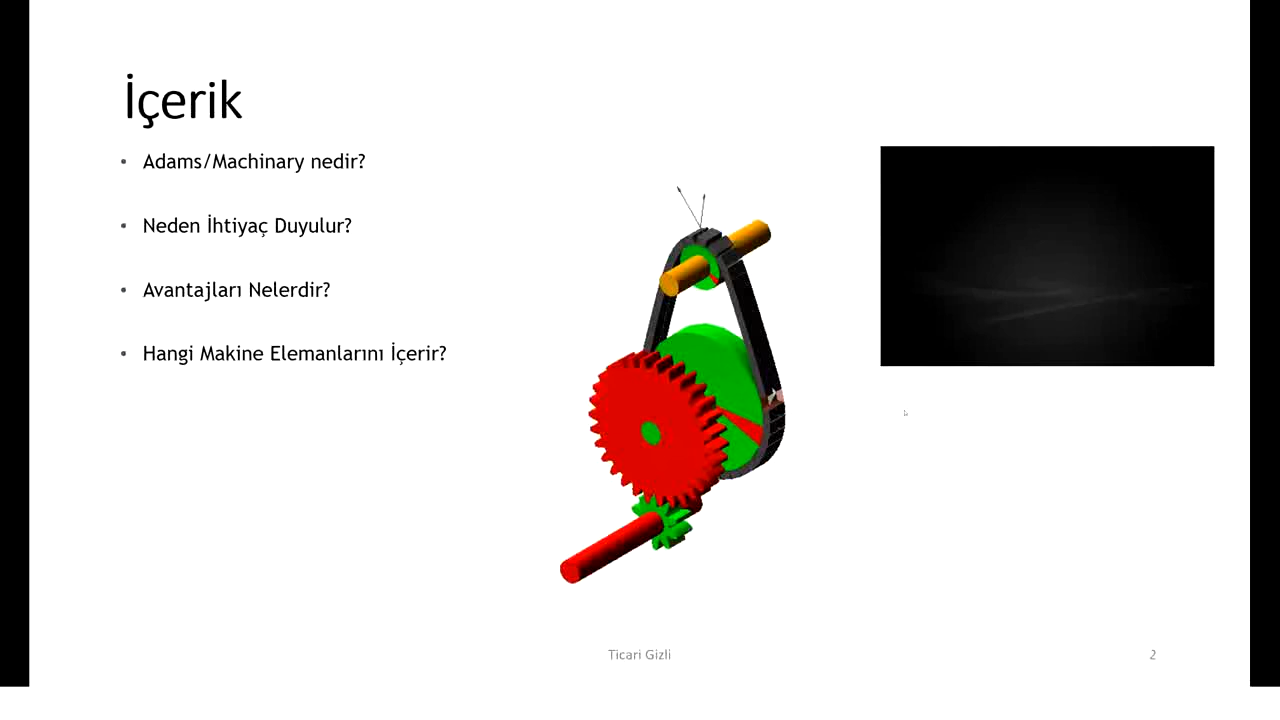 İçerik
• Adams/Machinary nedir?
• Neden İhtiyaç Duyulur?
• Avantajları Nelerdir?
• Hangi Makine Elemanlarını İçerir?
Ticari Gizli
2